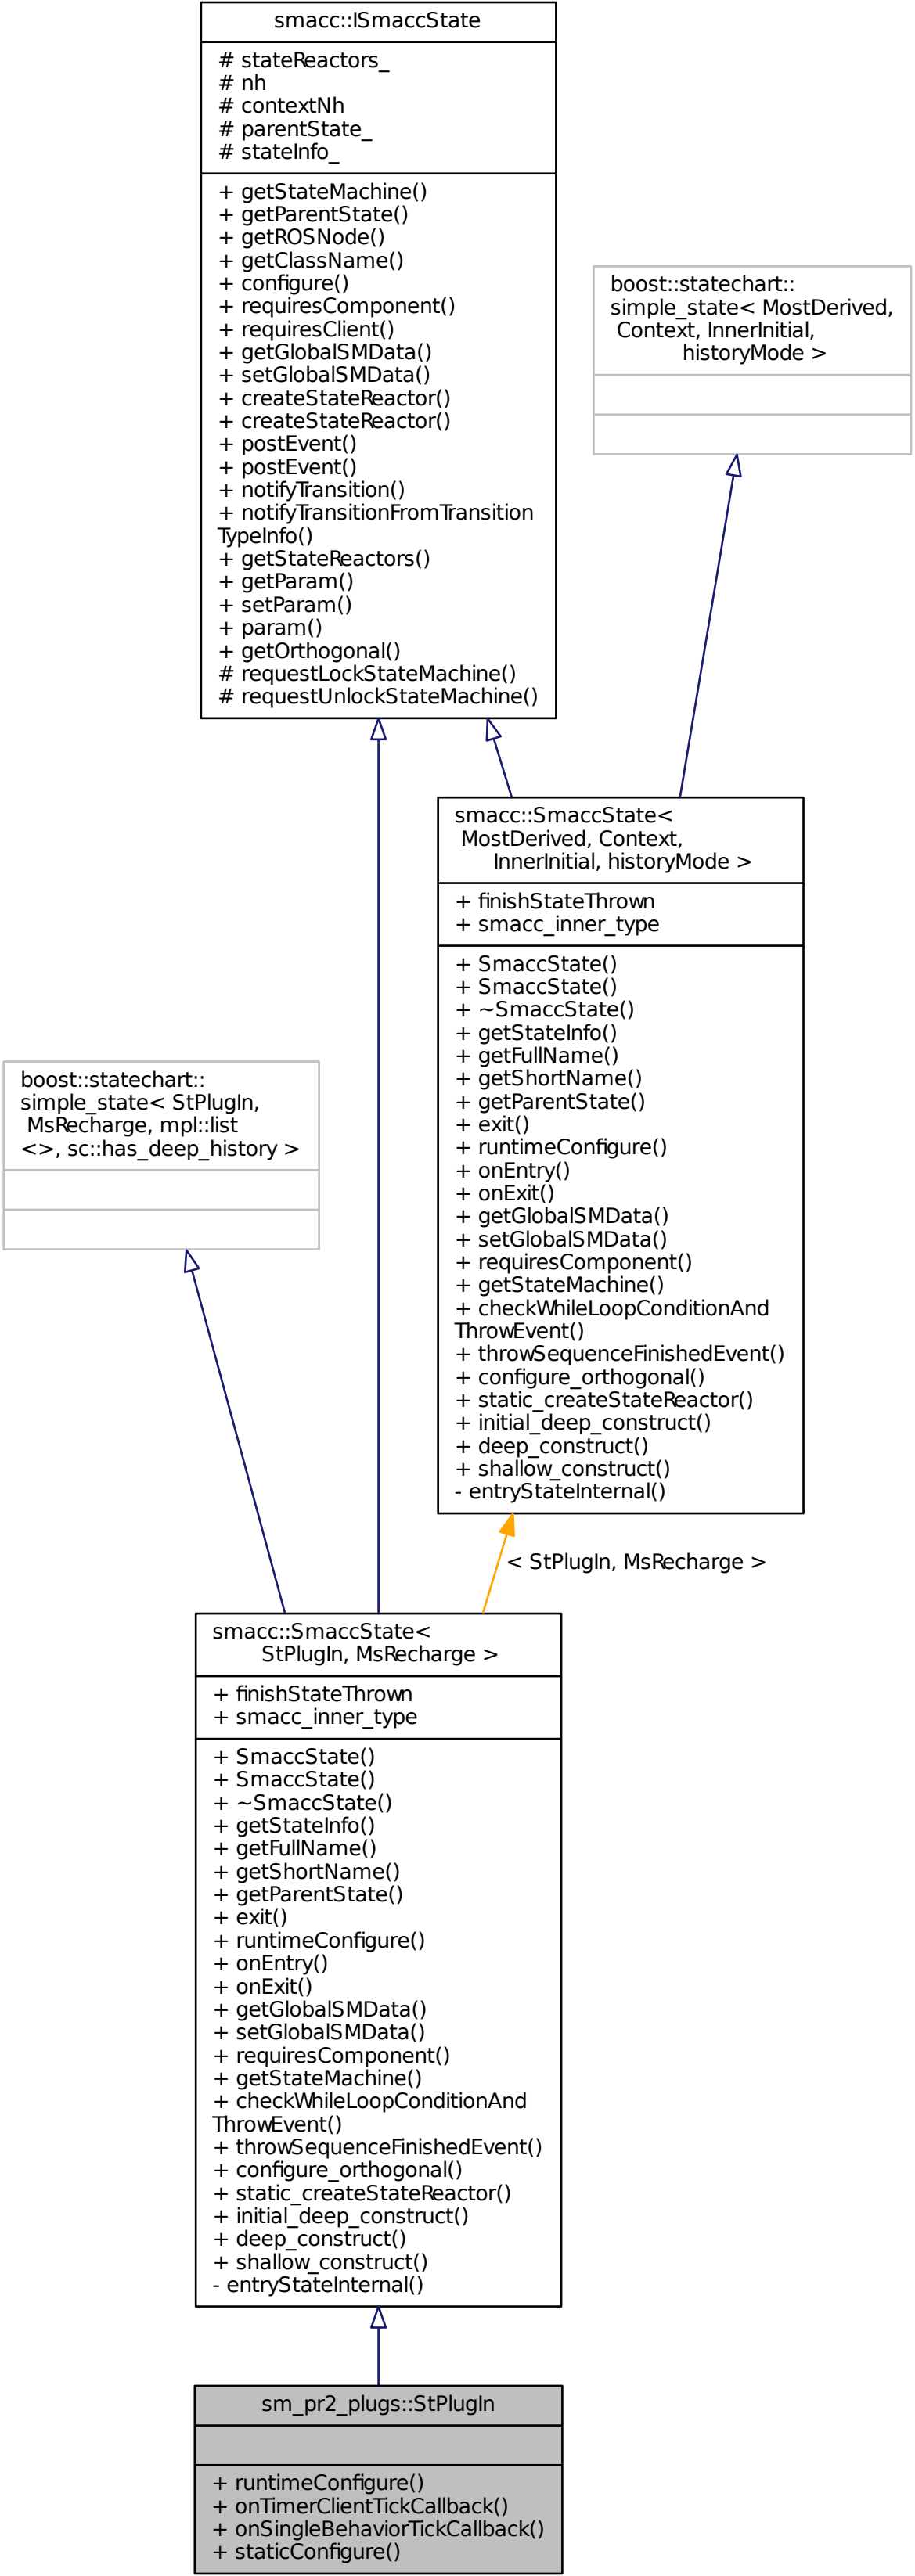 smacc::ISmaccState
# stateReactors_
# nh
# contextNh
# parentState_
# stateInfo_
+ getStateMachine()
+ getParentState()
+ getROSNode()
+ getClassName()
+ configure()
+ requiresComponent()
+ requiresClient()
+ getGlobalSMData()
+ setGlobalSMData()
+ createStateReactor()
+ createStateReactor()
+ postEvent()
+ postEvent()
+ notifyTransition()
+ notifyTransitionFromTransition
TypeInfo()
+ getStateReactors()
+ getParam()
+ setParam()
+ param()
+ getOrthogonal()
# requestLockStateMachine()
# requestUnlockStateMachine()
boost::statechart::
simple_state< MostDerived,
Context, InnerInitial,
historyMode >
smacc::SmaccState<
MostDerived, Context,
InnerInitial, historyMode >
+ finishStateThrown
+ smacc_inner_type
+ SmaccState()
+ SmaccState()
+ ~SmaccState()
+ getStateInfo()
+ getFullName()
+ getShortName()
+ getParentState()
+ exit()
+ runtimeConfigure()
+ onEntry()
+ onExit()
+ getGlobalSMData()
+ setGlobalSMData()
+ requiresComponent()
+ getStateMachine()
+ checkWhileLoopConditionAnd
ThrowEvent()
+ throwSequenceFinishedEvent()
+ configure_orthogonal()
+ static_createStateReactor()
+ initial_deep_construct()
+ deep_construct()
+ shallow_construct()
- entryStateInternal()
boost::statechart::
simple_state< StPlugIn,
MsRecharge, mpl::list
<>, sc::has_deep_history >
< StPlugIn, MsRecharge >
smacc::SmaccState<
StPlugIn, MsRecharge >
+ finishStateThrown
+ smacc_inner_type
+ SmaccState()
+ SmaccState()
+ ~SmaccState()
+ getStateInfo()
+ getFullName()
+ getShortName()
+ getParentState()
+ exit()
+ runtimeConfigure()
+ onEntry()
+ onExit()
+ getGlobalSMData()
+ setGlobalSMData()
+ requiresComponent()
+ getStateMachine()
+ checkWhileLoopConditionAnd
ThrowEvent()
+ throwSequenceFinishedEvent()
+ configure_orthogonal()
+ static_createStateReactor()
+ initial_deep_construct()
+ deep_construct()
+ shallow_construct()
- entryStateInternal()
sm_pr2_plugs::StPlugIn
+ runtimeConfigure()
+ onTimerClientTickCallback()
+ onSingleBehaviorTickCallback()
+ staticConfigure()